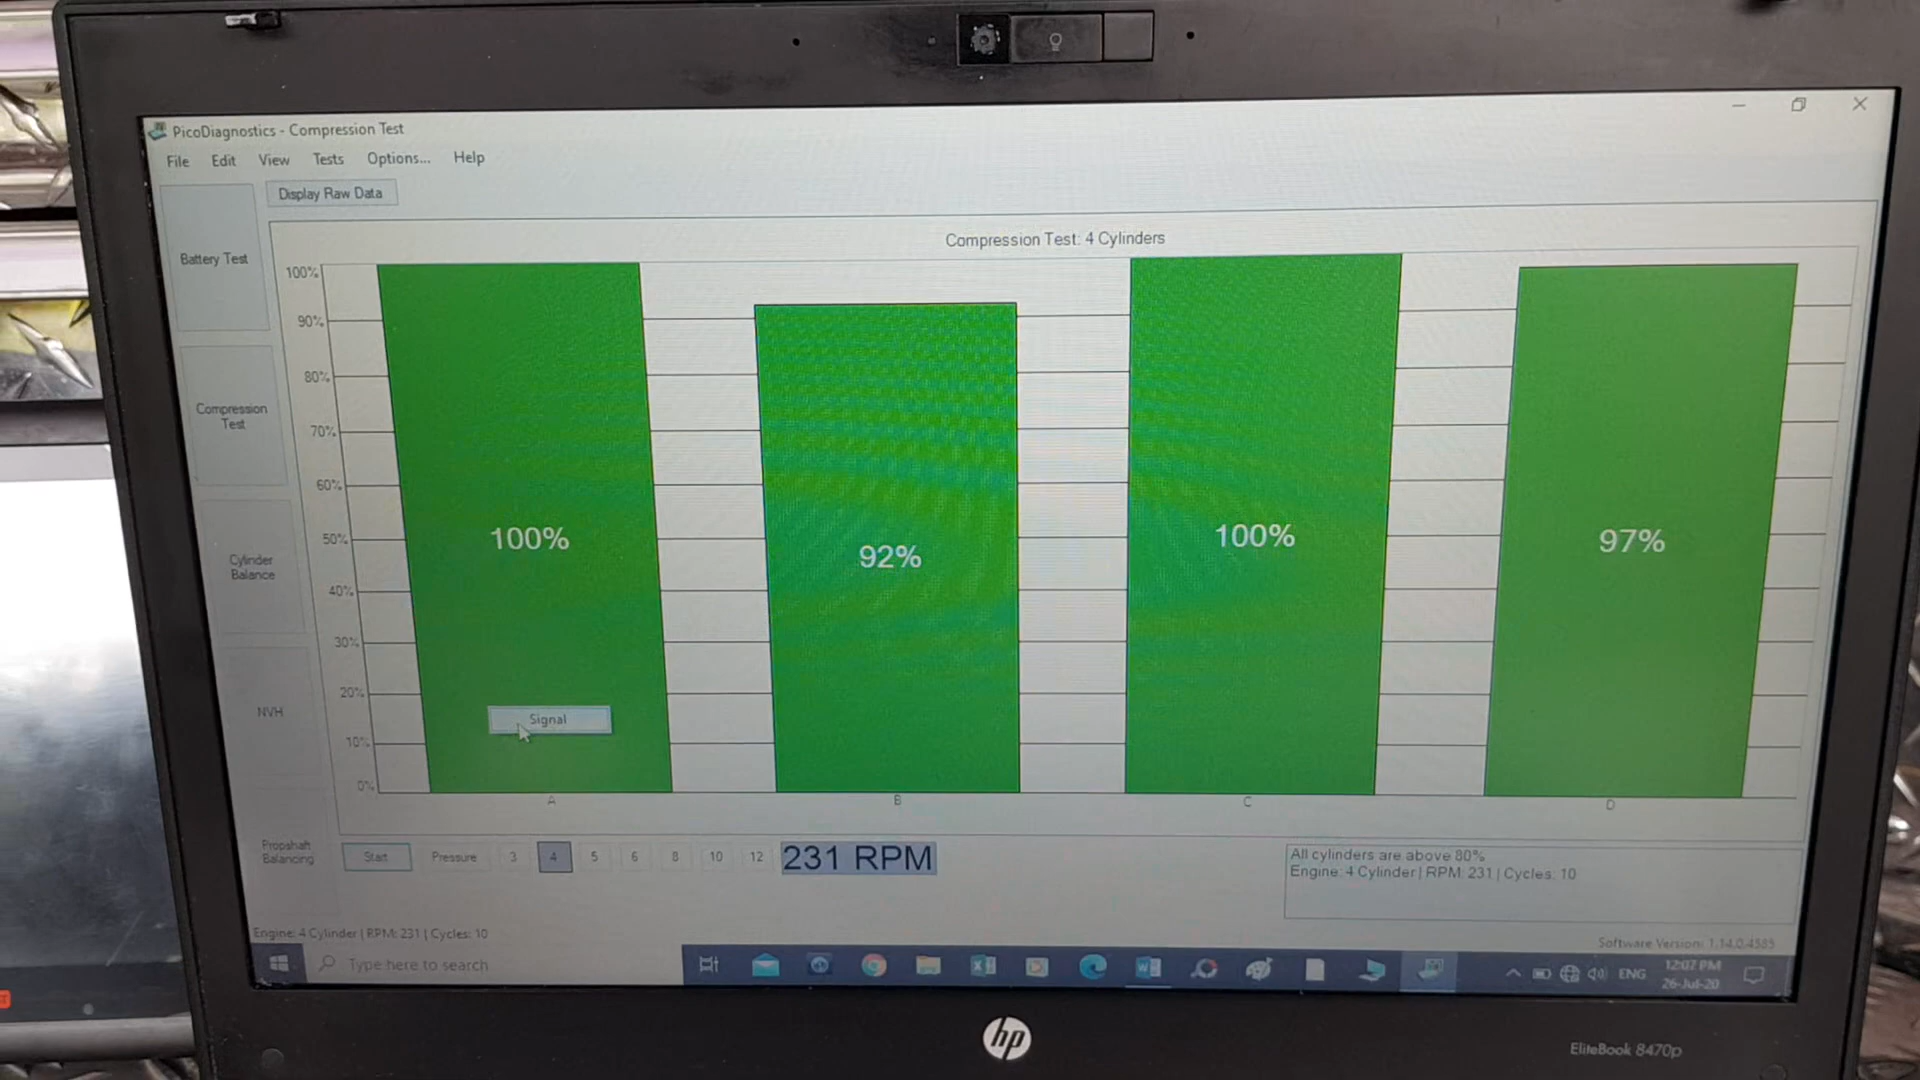 PicoDiagnostics - Compression Test
File Edit View Tests Options... Help
Display Raw Data
Battery Test
Compression
Test
Cylinder
Balance
NVH
Propshaft
Balancing
Compression Test: 4 Cylinders
100%
90%
80%
70%
60%
50%
40%
30%
20%
10%
0%
100%
92%
100%
97%
Signal
A B C D
Start Pressure 3 4 5 6 8 10 12 231 RPM
All cylinders are above 80%
Engine: 4 Cylinder | RPM: 231 | Cycles: 10
Engine: 4 Cylinder | RPM: 231 | Cycles: 10
Software Version: 1.14.0.4385
Type here to search
ENG
12:07 PM
26-Jul-20
hp
EliteBook 8470p